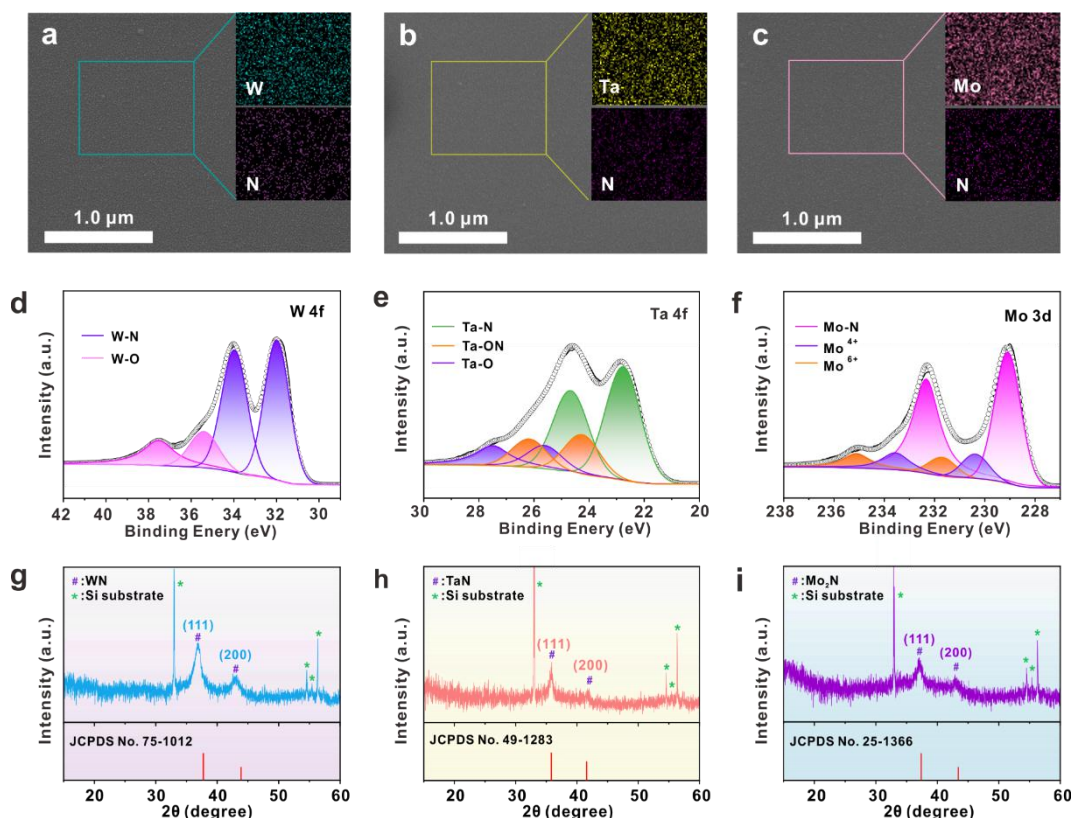 a
W
N
1.0 μm
b
Ta
N
1.0 μm
c
Mo
N
1.0 μm
d
W 4f
W-N
W-O
Intensity (a.u.)
42 40 38 36 34 32 30
Binding Enery (eV)
e
Ta 4f
Ta-N
Ta-ON
Ta-O
Intensity (a.u.)
30 28 26 24 22 20
Binding Enery (eV)
f
Mo 3d
Mo-N
Mo 4+
Mo 6+
Intensity (a.u.)
238 235 232 229
Binding Enery (eV)
g
#:WN
*:Si substrate
*
(111)
#
(200)
#
*
*
*
Intensity (a.u.)
JCPDS No. 75-1012
20 30 40 50 60
2θ (degree)
h
#:TaN
*:Si substrate
*
(111)
#
(200)
#
*
*
*
Intensity (a.u.)
JCPDS No. 49-1283
20 30 40 50 60
2θ (degree)
i
#:Mo₂N
*:Si substrate
*
(111)
#
(200)
#
*
*
*
Intensity (a.u.)
JCPDS No. 25-1366
20 30 40 50 60
2θ (degree)